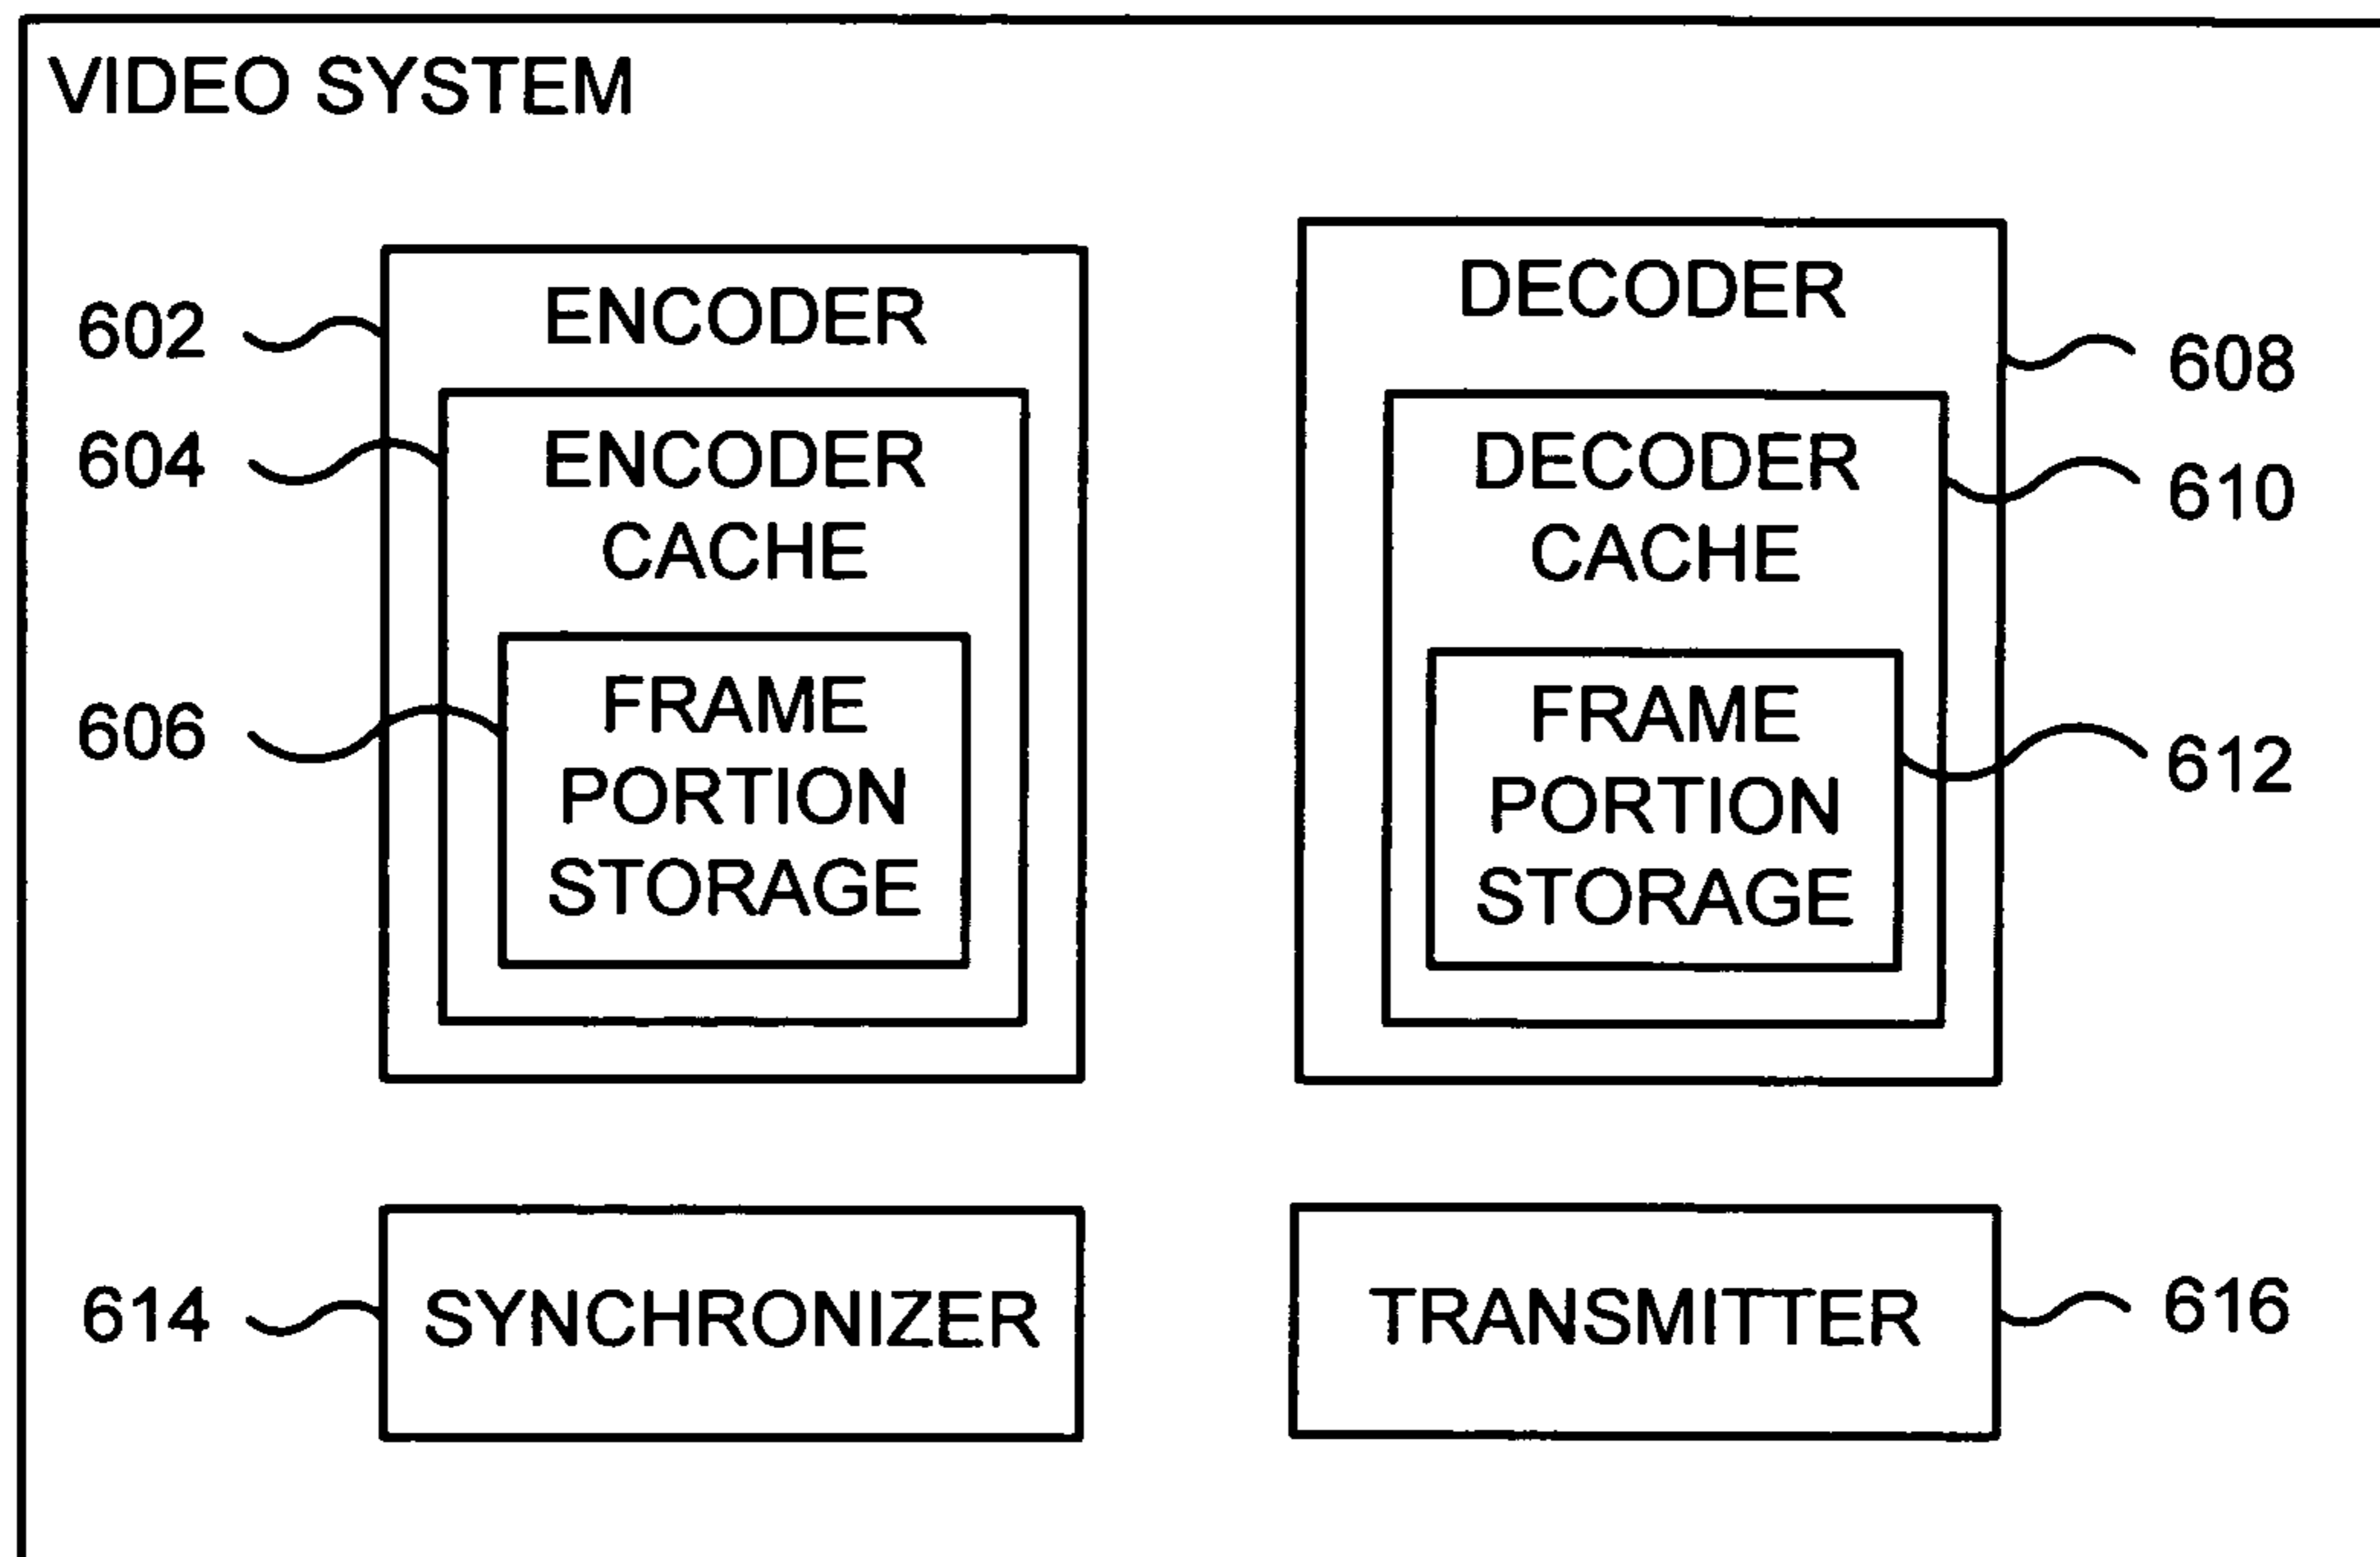 VIDEO SYSTEM
602
ENCODER
604
ENCODER
CACHE
606
FRAME
PORTION
STORAGE
DECODER
608
DECODER
CACHE
610
FRAME
PORTION
STORAGE
612
614
SYNCHRONIZER
TRANSMITTER
616